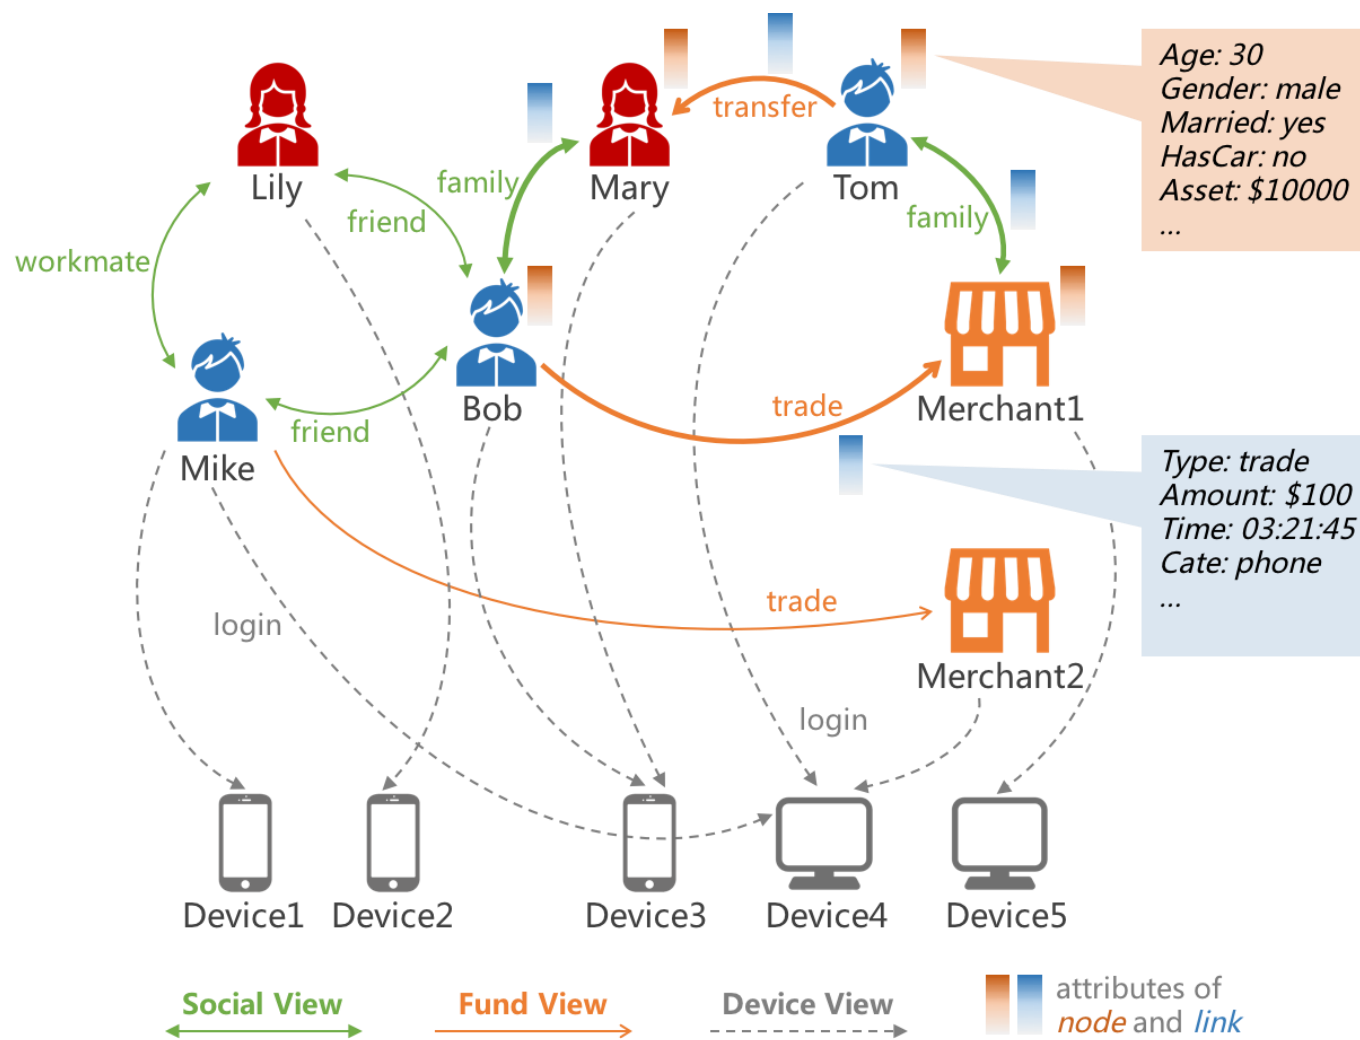 Age: 30
Gender: male
Married: yes
HasCar: no
Asset: $10000
...
transfer
Lily
family
Mary
Tom
friend
family
workmate
Bob
trade
Merchant1
friend
Mike
Type: trade
Amount: $100
Time: 03:21:45
Cate: phone
...
trade
login
Merchant2
login
Device1
Device2
Device3
Device4
Device5
Social View
Fund View
Device View
attributes of
node and link